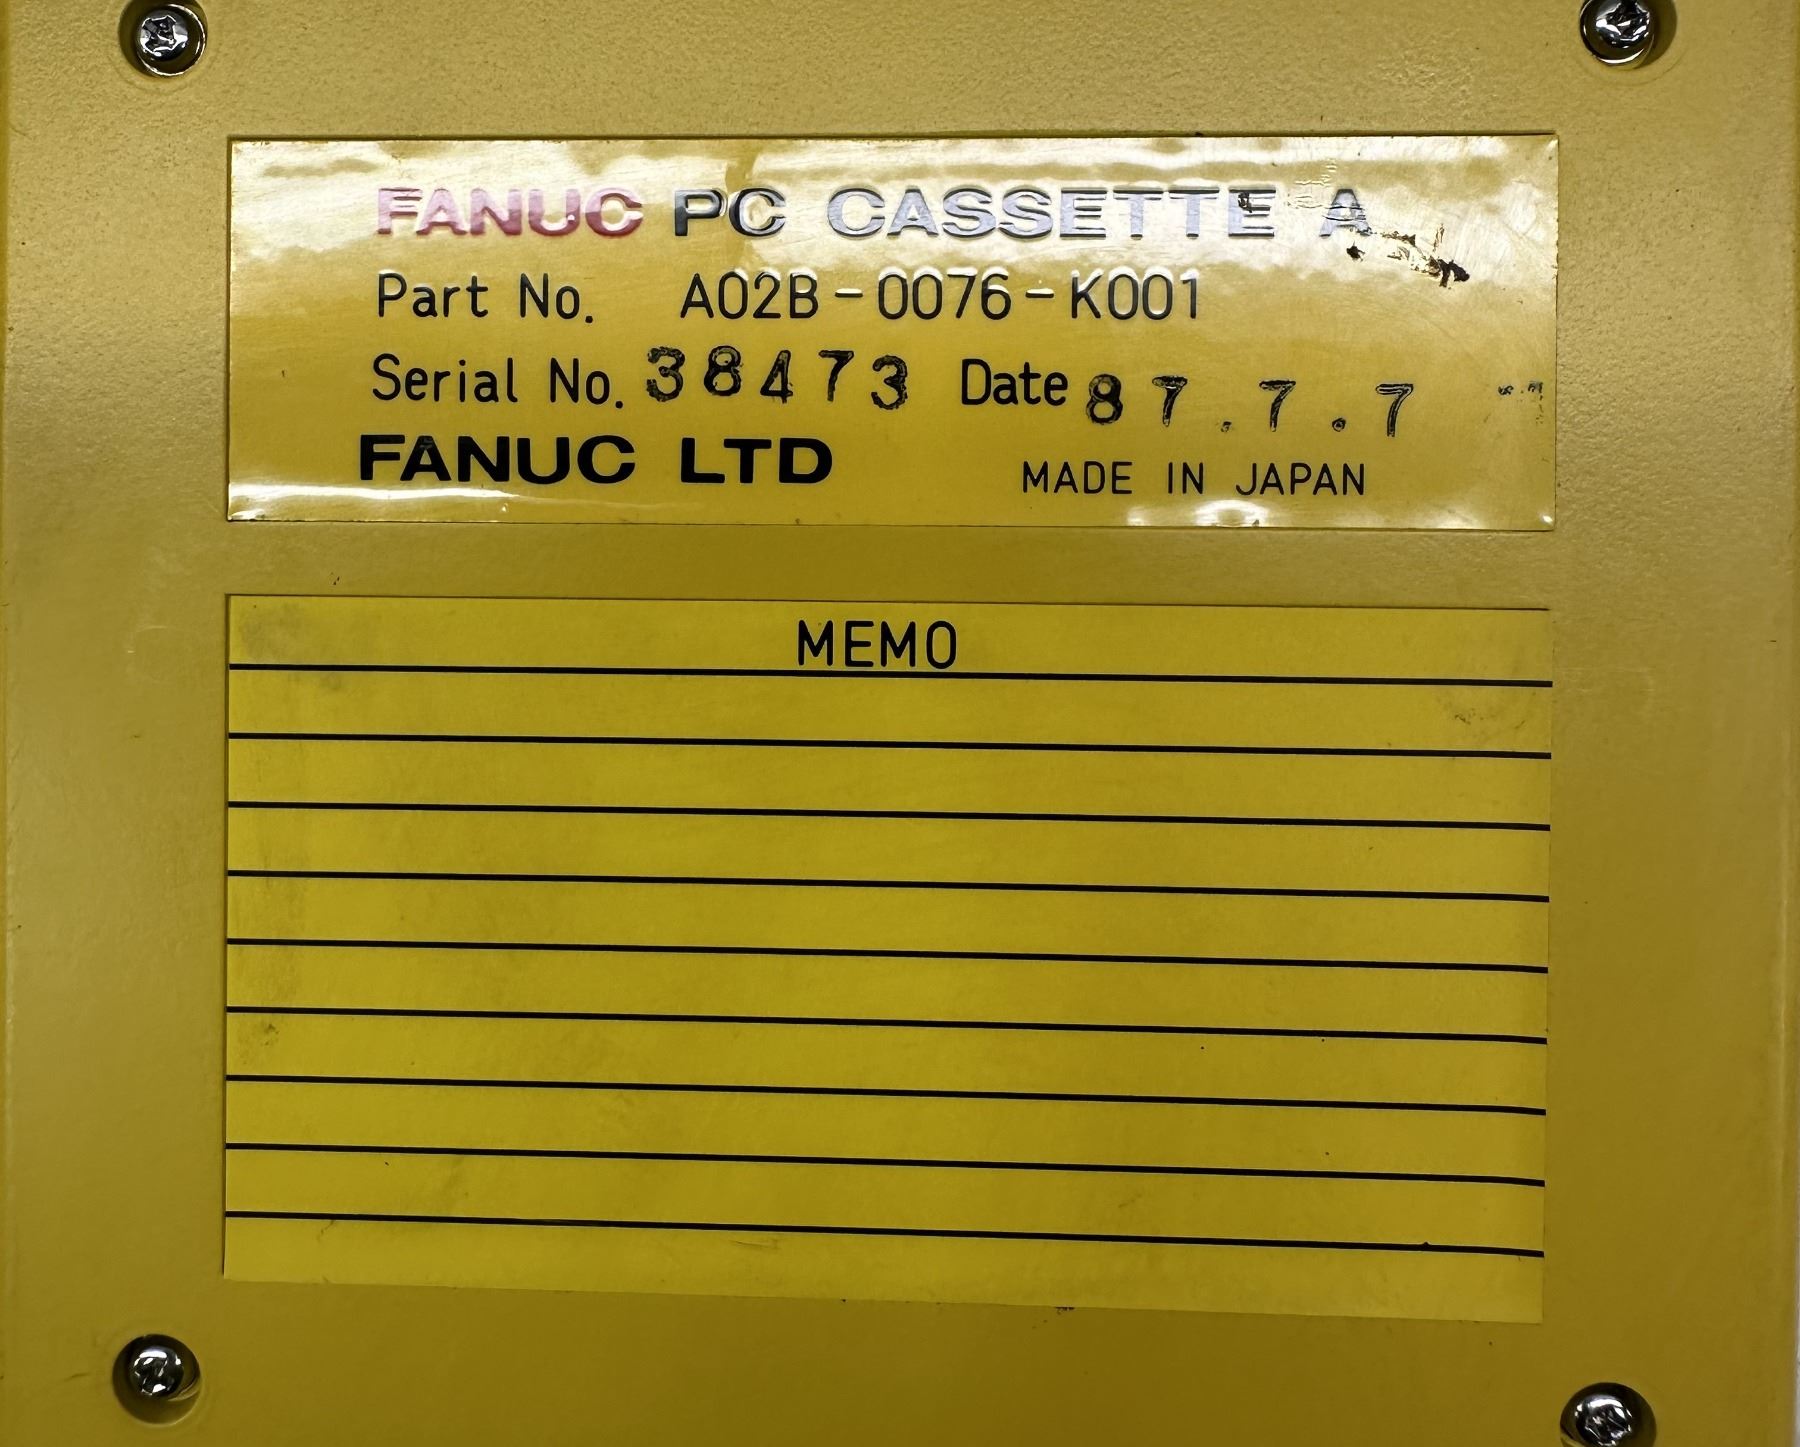 FANUC PC CASSETTE A
Part No. A02B-0076-K001
Serial No. 38473 Date 87.7.7
FANUC LTD MADE IN JAPAN
MEMO